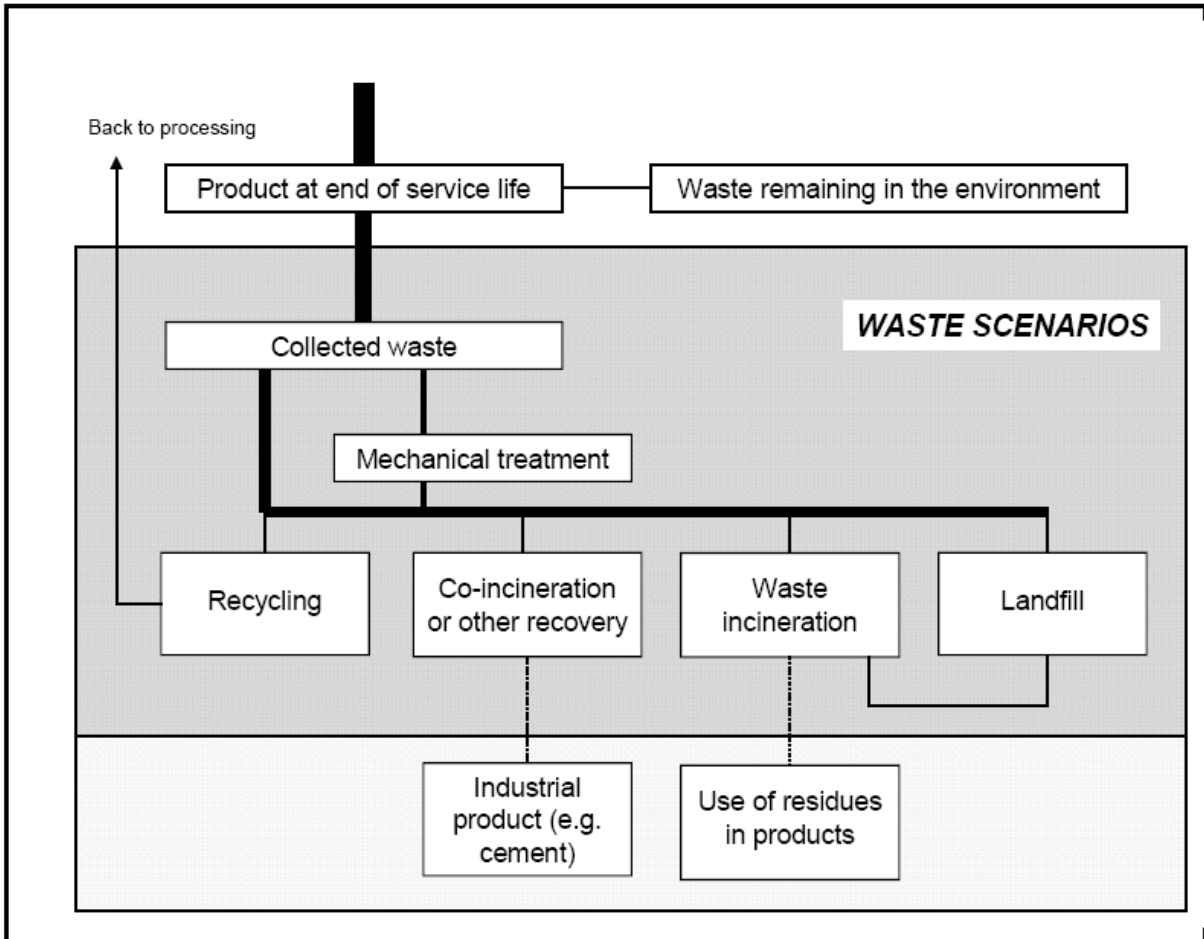 Back to processing
Product at end of service life
Waste remaining in the environment
WASTE SCENARIOS
Collected waste
Mechanical treatment
Recycling
Co-incineration
or other recovery
Waste
incineration
Landfill
Industrial
product (e.g.
cement)
Use of residues
in products